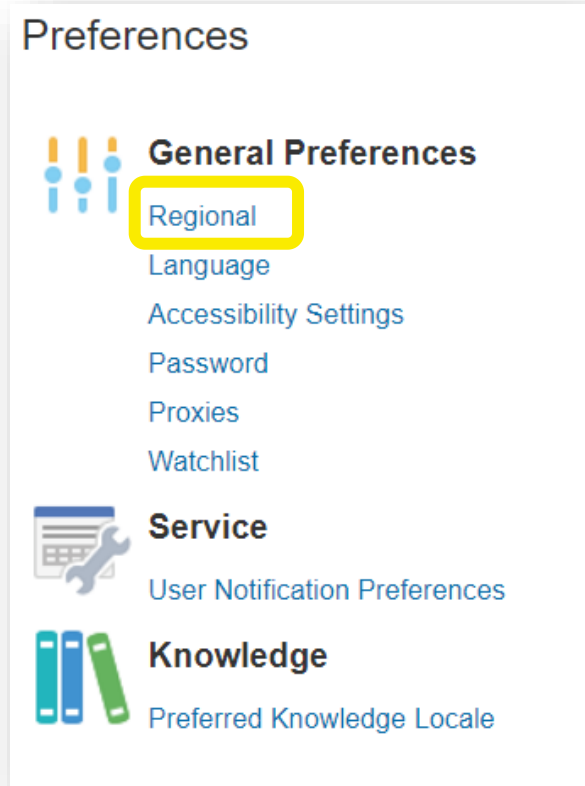 Preferences
General Preferences
Regional
Language
Accessibility Settings
Password
Proxies
Watchlist
Service
User Notification Preferences
Knowledge
Preferred Knowledge Locale